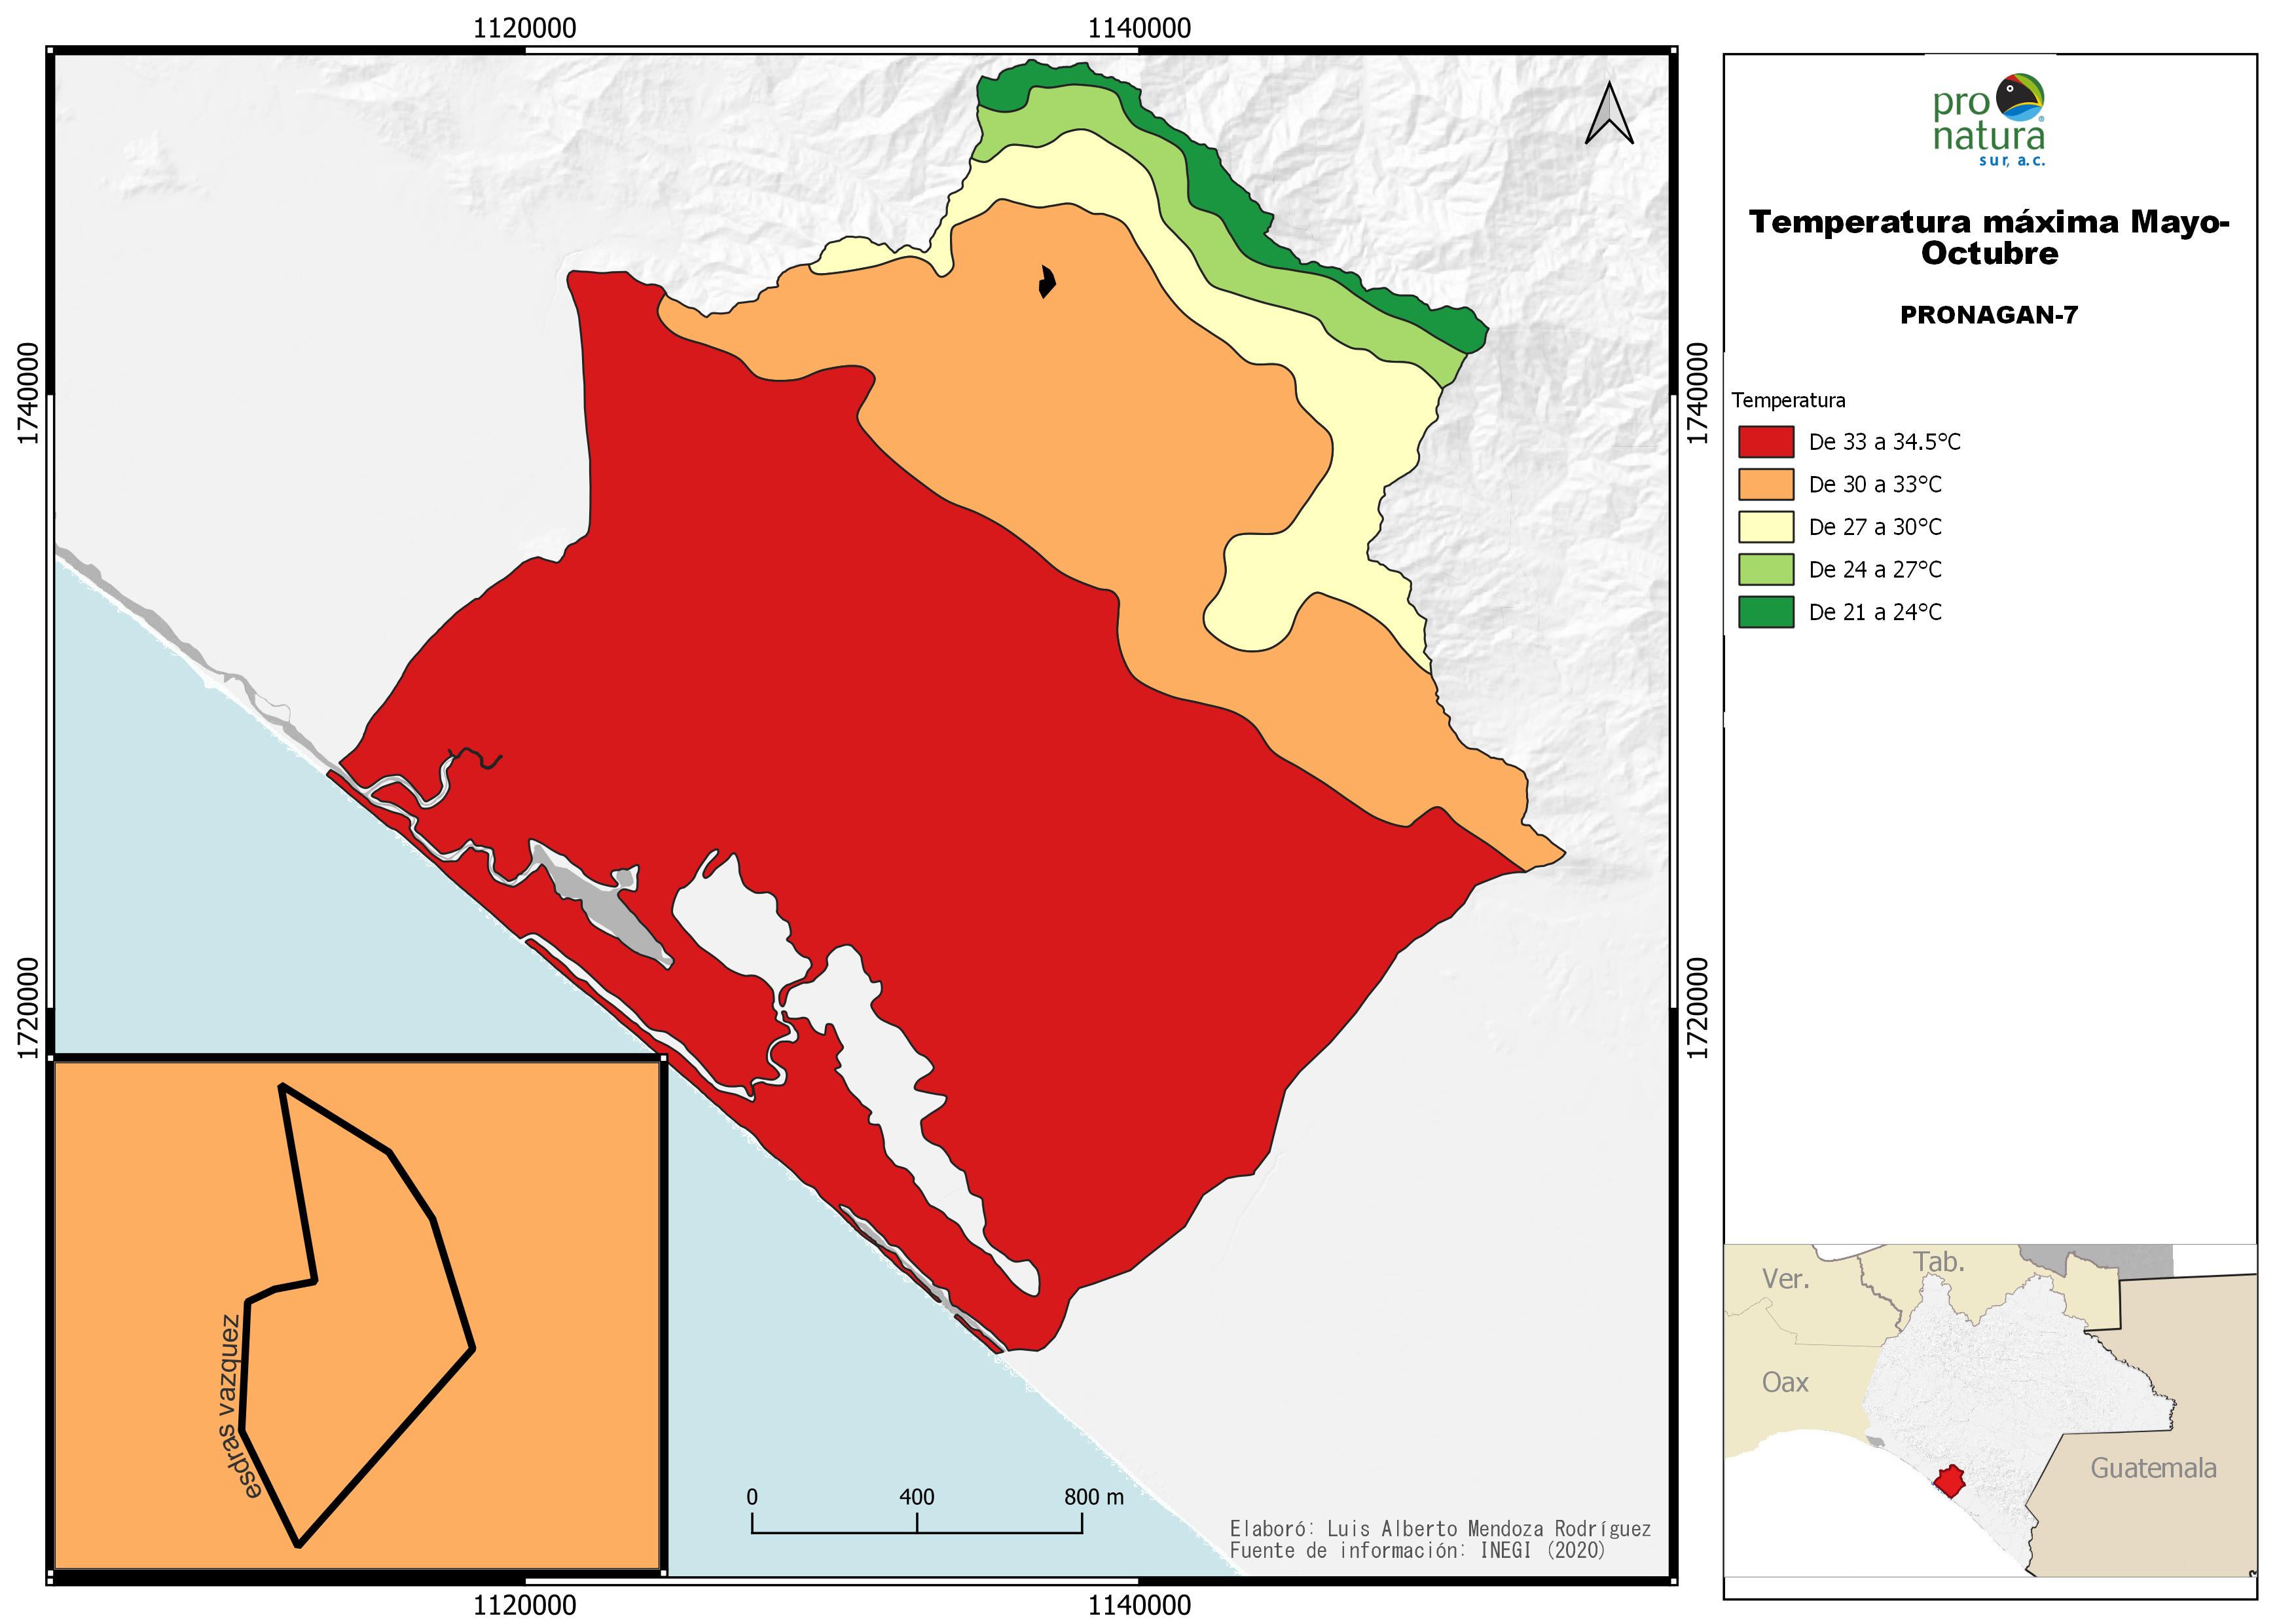 1120000
1140000
1740000
1740000
1720000
1720000
1120000
1140000
esdras vazquez
0 400 800 m
Elaboró: Luis Alberto Mendoza Rodríguez
Fuente de información: INEGI (2020)
pro
natura
®
sur, a.c.
Temperatura máxima Mayo-
Octubre
PRONAGAN-7
Temperatura
De 33 a 34.5°C
De 30 a 33°C
De 27 a 30°C
De 24 a 27°C
De 21 a 24°C
Ver.
Tab.
Oax
Guatemala